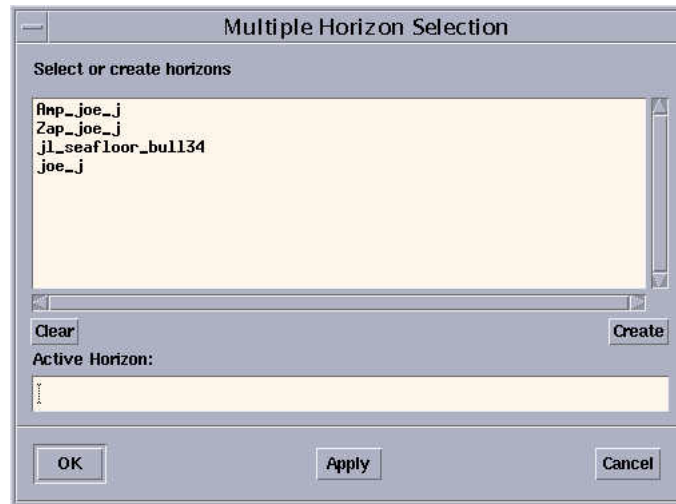 Multiple Horizon Selection
Select or create horizons
Amp_joe_j
Zap_joe_j
jl_seafloor_bull34
joe_j
Clear
Create
Active Horizon:
OK
Apply
Cancel